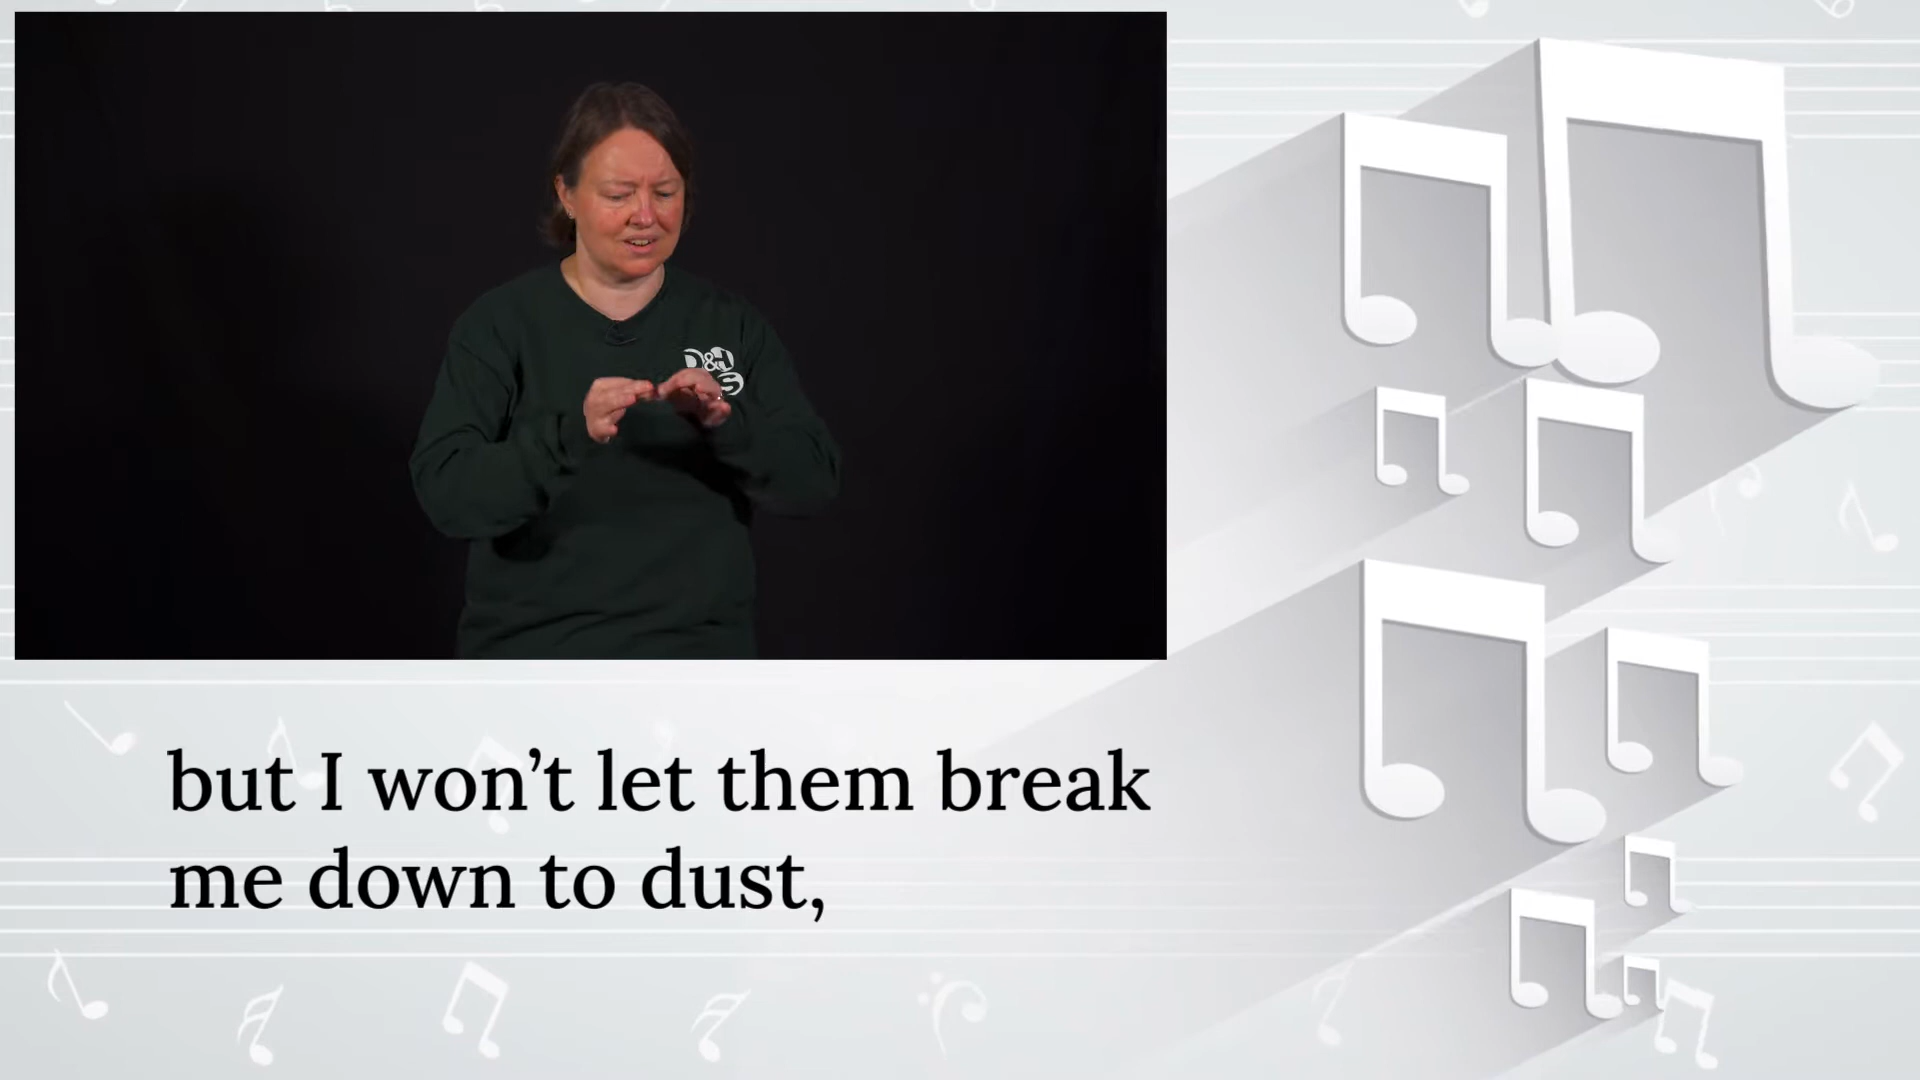 D&H
S
but I won’t let them break
me down to dust,